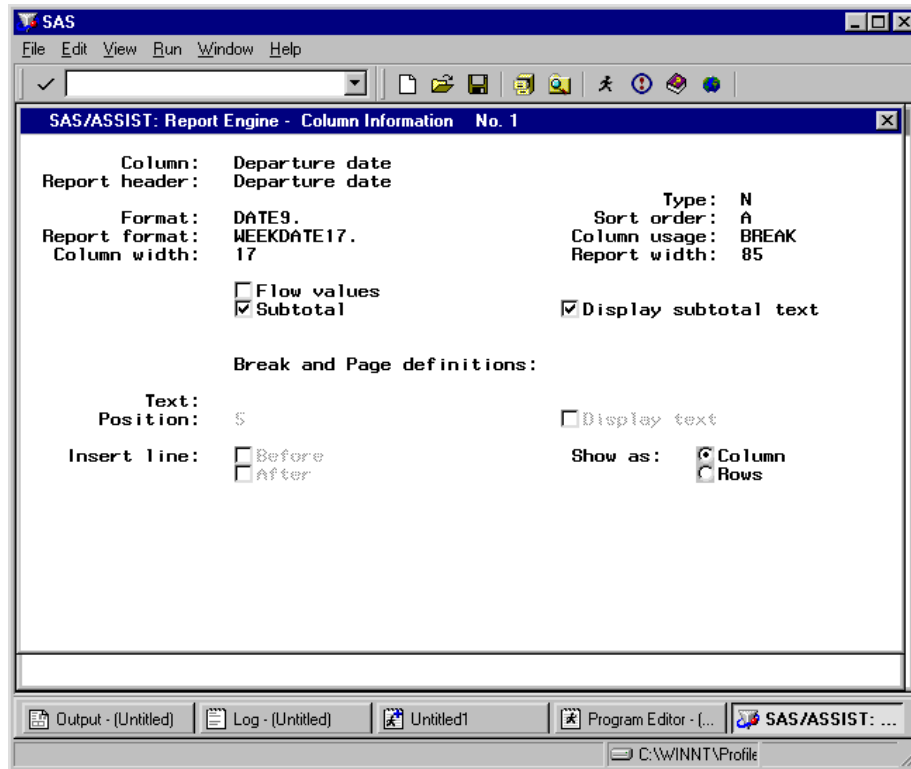 SAS
File Edit View Run Window Help
SAS/ASSIST: Report Engine - Column Information No. 1
Column: Departure date
Report header: Departure date
Type: N
Format: DATE9. Sort order: A
Report format: WEEKDATE17. Column usage: BREAK
Column width: 17 Report width: 85
Flow values
Subtotal Display subtotal text
Break and Page definitions:
Text:
Position: 5 Display text
Insert line: Before Show as: Column
After Rows
Output - (Untitled) Log - (Untitled) Untitled1 Program Editor - (... SAS/ASSIST: ...
C:\WINNT\Profile